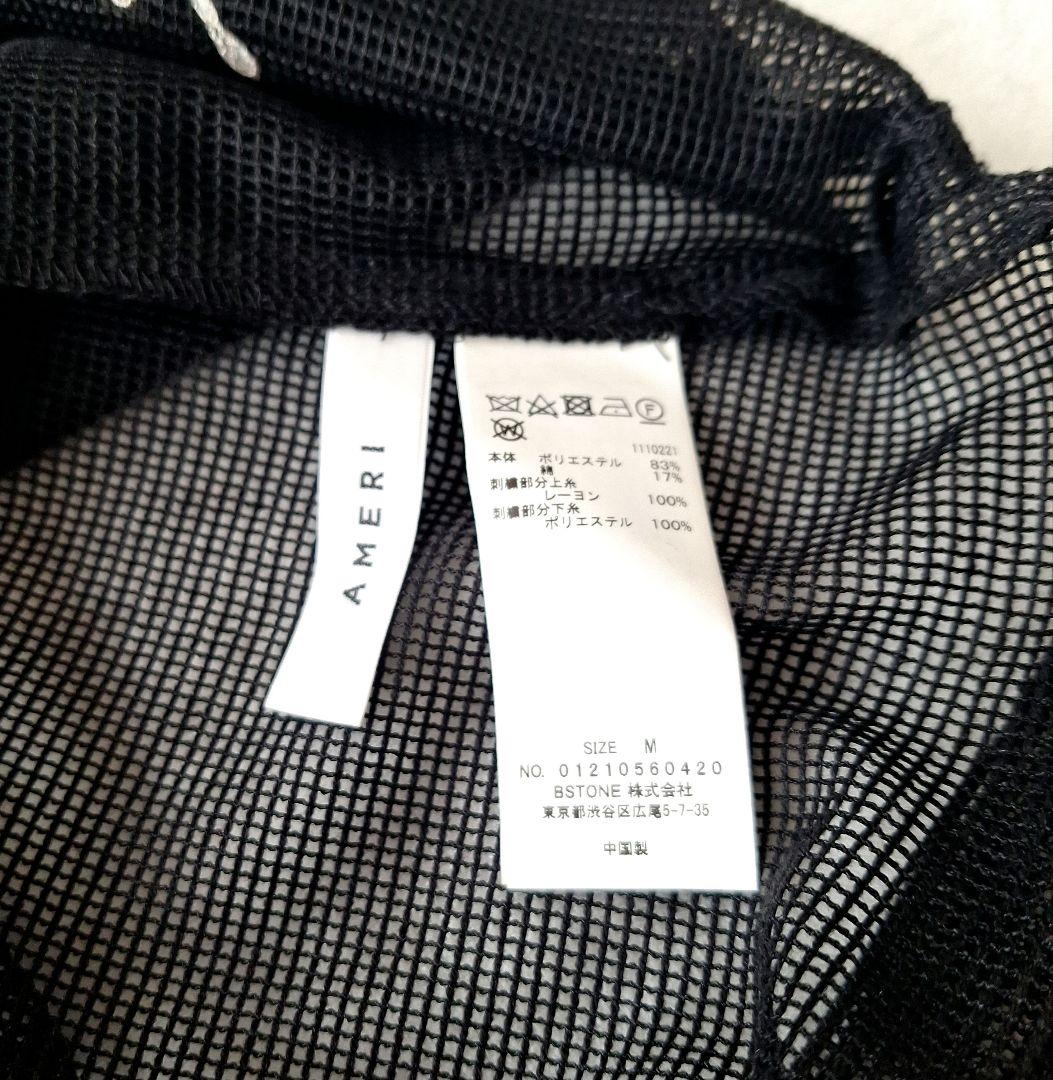 AMERI
F
W
1110221
本体 ポリエステル 83%
綿 17%
刺繍部分上糸
レーヨン 100%
刺繍部分下糸
ポリエステル 100%
SIZE M
NO. 01210560420
BSTONE 株式会社
東京都渋谷区広尾5-7-35
中国製